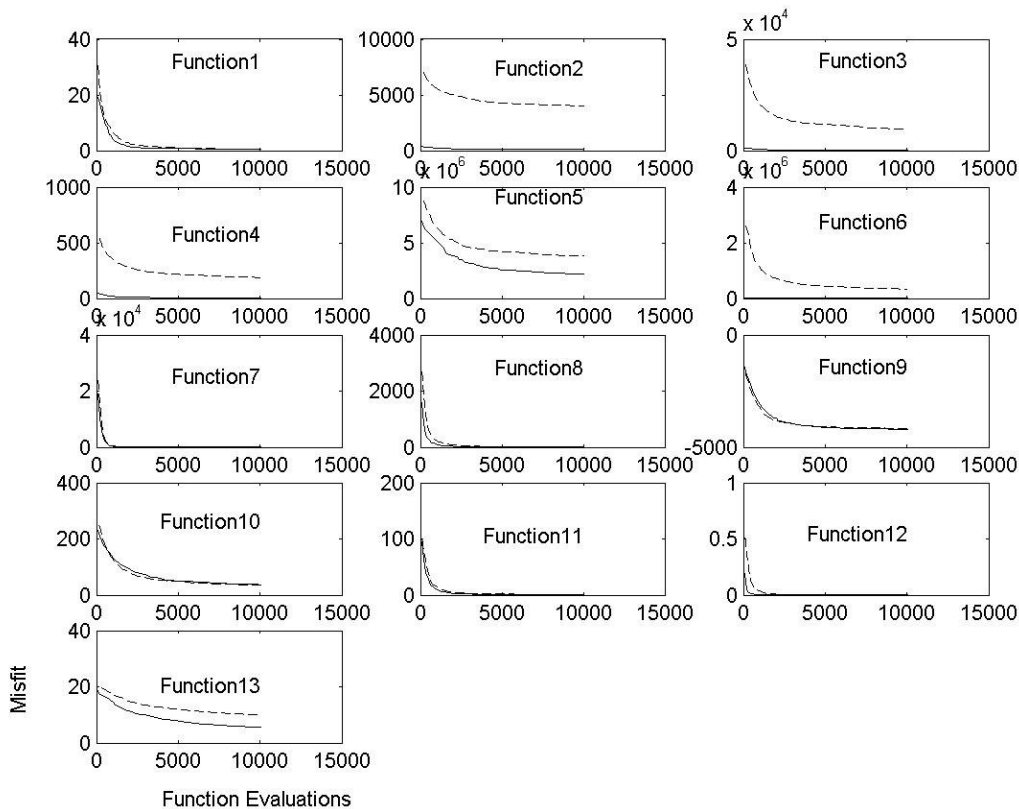 x 10^4
40
20
0
Function1
0 5000 10000 15000
10000
5000
0
Function2
0 5000 10000 15000
5
0
Function3
0 5000 10000 15000
1000
500
0
Function4
0 5000 10000 15000
x 10^6
10
5
0
Function5
0 5000 10000 15000
x 10^6
4
2
0
Function6
0 5000 10000 15000
x 10^4
4
2
0
Function7
0 5000 10000 15000
4000
2000
0
Function8
0 5000 10000 15000
0
-5000
Function9
0 5000 10000 15000
400
200
0
Function10
0 5000 10000 15000
200
100
0
Function11
0 5000 10000 15000
1
0.5
0
Function12
0 5000 10000 15000
40
20
0
Function13
0 5000 10000 15000
Misfit
Function Evaluations